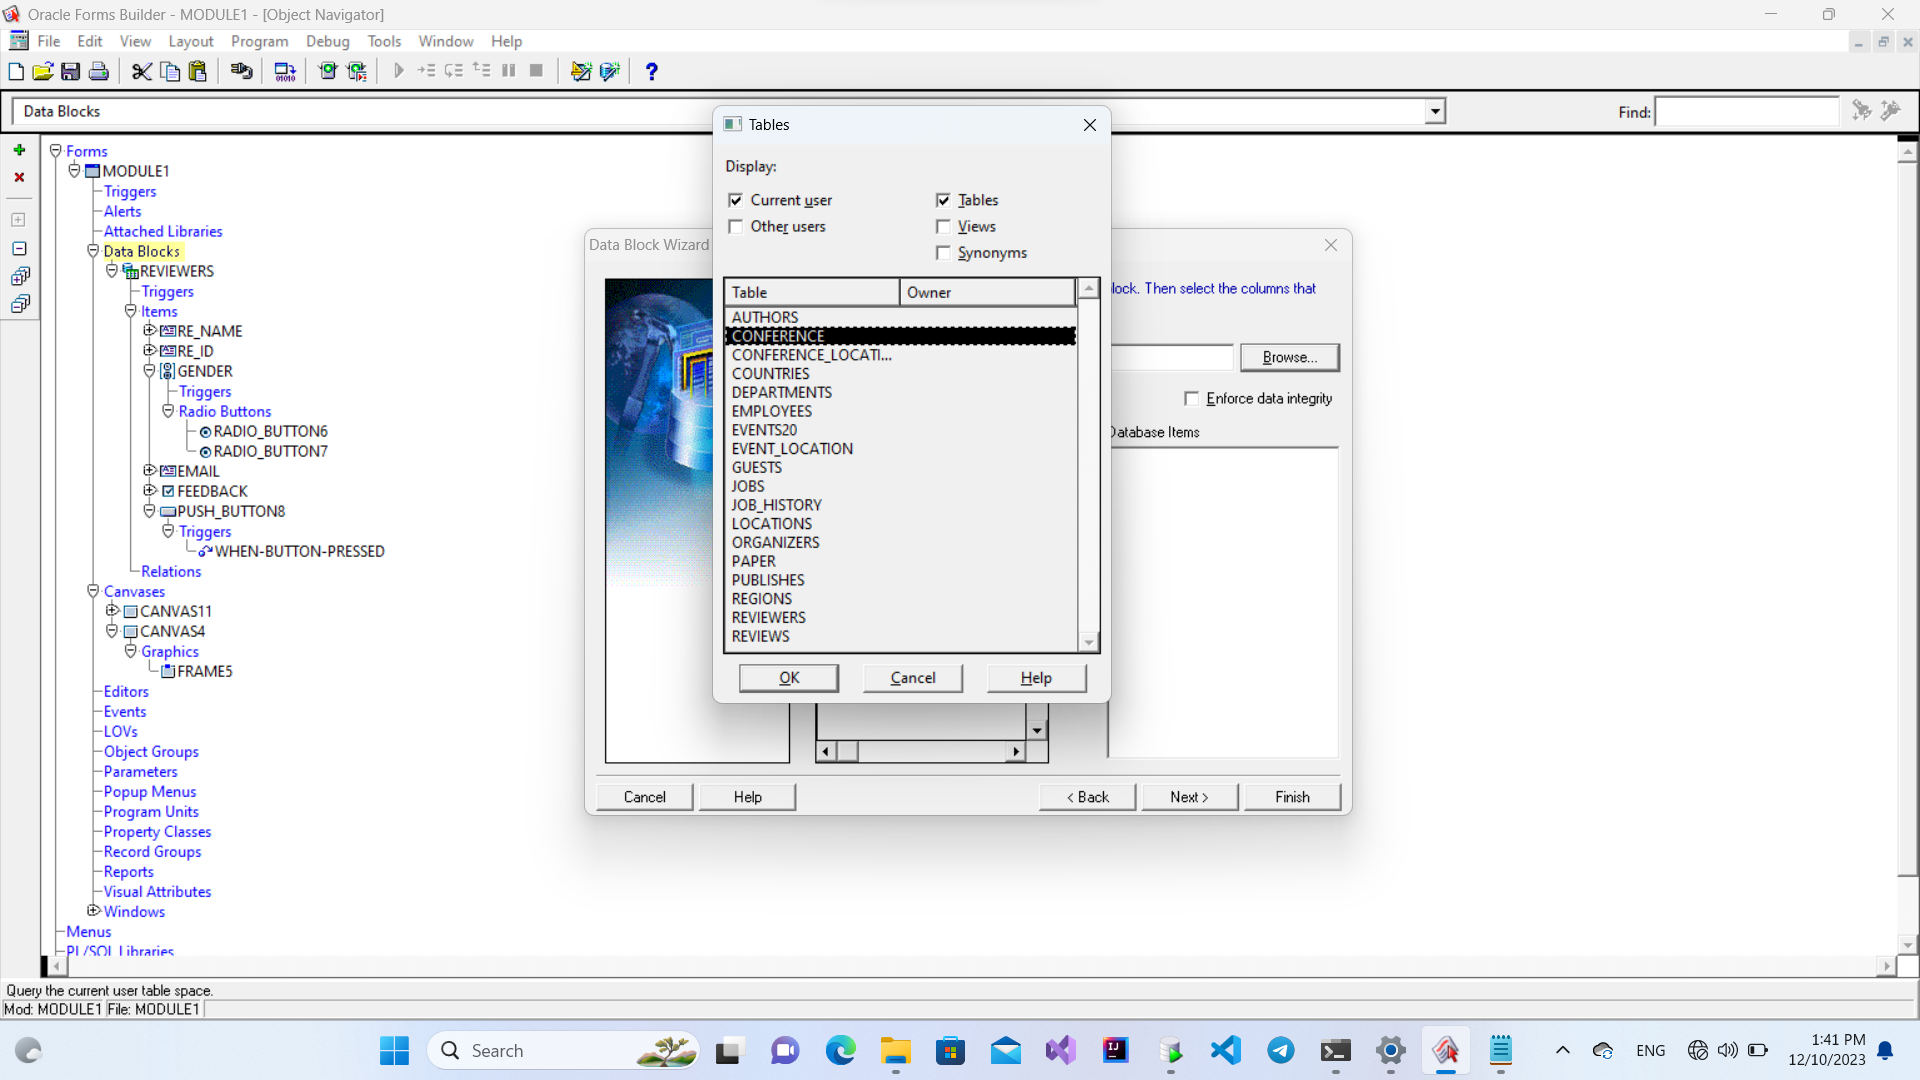 Oracle Forms Builder - MODULE1 - [Object Navigator]
File Edit View Layout Program Debug Tools Window Help
Data Blocks
Find:
Forms
MODULE1
Triggers
Alerts
Attached Libraries
Data Blocks
REVIEWERS
Triggers
Items
RE_NAME
RE_ID
GENDER
Triggers
Radio Buttons
RADIO_BUTTON6
RADIO_BUTTON7
EMAIL
FEEDBACK
PUSH_BUTTON8
Triggers
WHEN-BUTTON-PRESSED
Relations
Canvases
CANVAS11
CANVAS4
Graphics
FRAME5
Editors
Events
LOVs
Object Groups
Parameters
Popup Menus
Program Units
Property Classes
Record Groups
Reports
Visual Attributes
Windows
Menus
PL/SQL Libraries
Data Block Wizard
lock. Then select the columns that
Browse...
Enforce data integrity
Database Items
Cancel Help < Back Next > Finish
Tables
Display:
Current user Tables
Other users Views
Synonyms
Table Owner
AUTHORS
CONFERENCE
CONFERENCE_LOCATI...
COUNTRIES
DEPARTMENTS
EMPLOYEES
EVENTS20
EVENT_LOCATION
GUESTS
JOBS
JOB_HISTORY
LOCATIONS
ORGANIZERS
PAPER
PUBLISHES
REGIONS
REVIEWERS
REVIEWS
OK Cancel Help
Query the current user table space.
Mod: MODULE1 File: MODULE1
Search
ENG
1:41 PM
12/10/2023